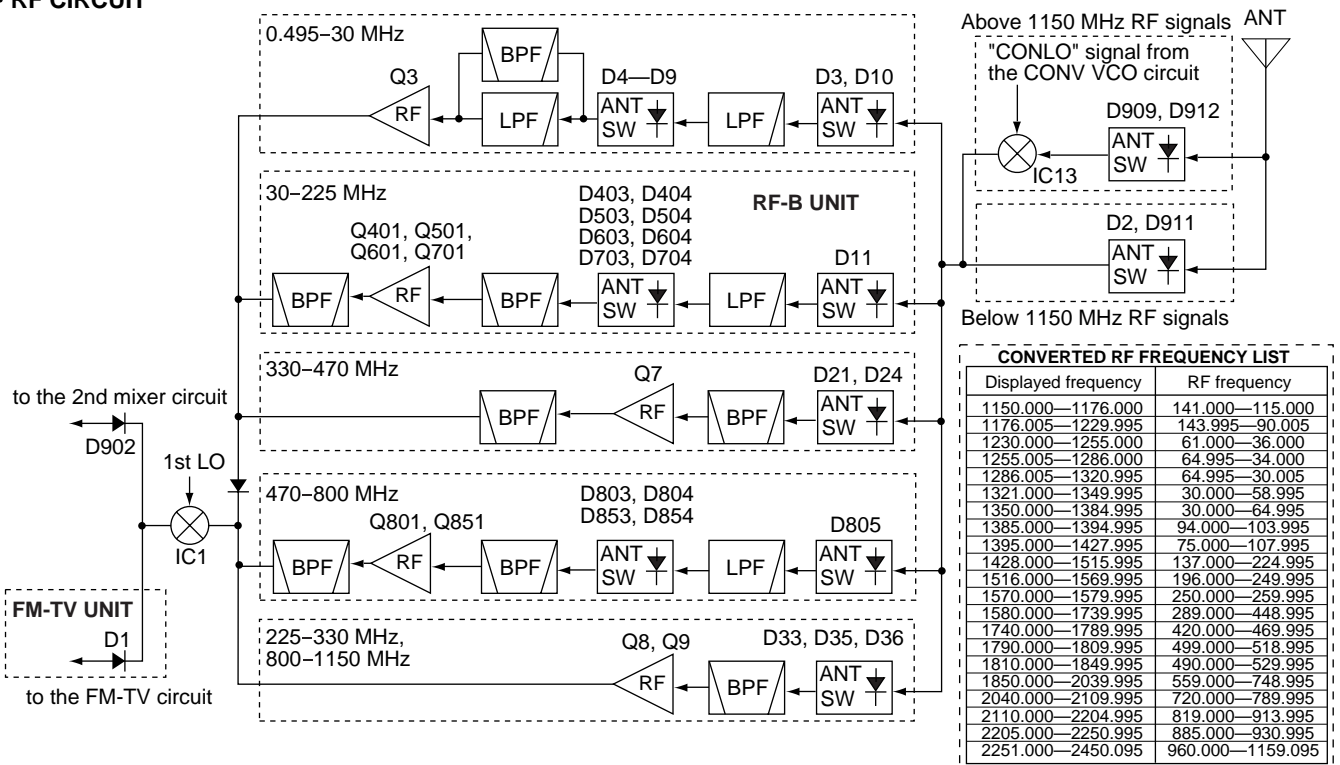 RF CIRCUIT
0.495–30 MHz
BPF
Q3
RF
LPF
D4—D9
ANT SW
LPF
D3, D10
ANT SW
Above 1150 MHz RF signals
ANT
"CONLO" signal from
the CONV VCO circuit
D909, D912
ANT SW
IC13
D2, D911
ANT SW
Below 1150 MHz RF signals
30–225 MHz
RF-B UNIT
BPF
Q401, Q501,
Q601, Q701
RF
BPF
D403, D404
D503, D504
D603, D604
D703, D704
ANT SW
LPF
D11
ANT SW
330–470 MHz
BPF
Q7
RF
BPF
D21, D24
ANT SW
to the 2nd mixer circuit
D902
1st LO
IC1
470–800 MHz
BPF
Q801, Q851
RF
BPF
D803, D804
D853, D854
ANT SW
LPF
D805
ANT SW
FM-TV UNIT
D1
to the FM-TV circuit
225–330 MHz,
800–1150 MHz
Q8, Q9
RF
BPF
D33, D35, D36
ANT SW
CONVERTED RF FREQUENCY LIST
Displayed frequency RF frequency
1150.000—1176.000 141.000—115.000
1176.005—1229.995 143.995—90.005
1230.000—1255.000 61.000—36.000
1255.005—1286.000 64.995—34.000
1286.005—1320.995 64.995—30.005
1321.000—1349.995 30.000—58.995
1350.000—1384.995 30.000—64.995
1385.000—1394.995 94.000—103.995
1395.000—1427.995 75.000—107.995
1428.000—1515.995 137.000—224.995
1516.000—1569.995 196.000—249.995
1570.000—1579.995 250.000—259.995
1580.000—1739.995 289.000—448.995
1740.000—1789.995 420.000—469.995
1790.000—1809.995 499.000—518.995
1810.000—1849.995 490.000—529.995
1850.000—2039.995 559.000—748.995
2040.000—2109.995 720.000—789.995
2110.000—2204.995 819.000—913.995
2205.000—2250.995 885.000—930.995
2251.000—2450.095 960.000—1159.095